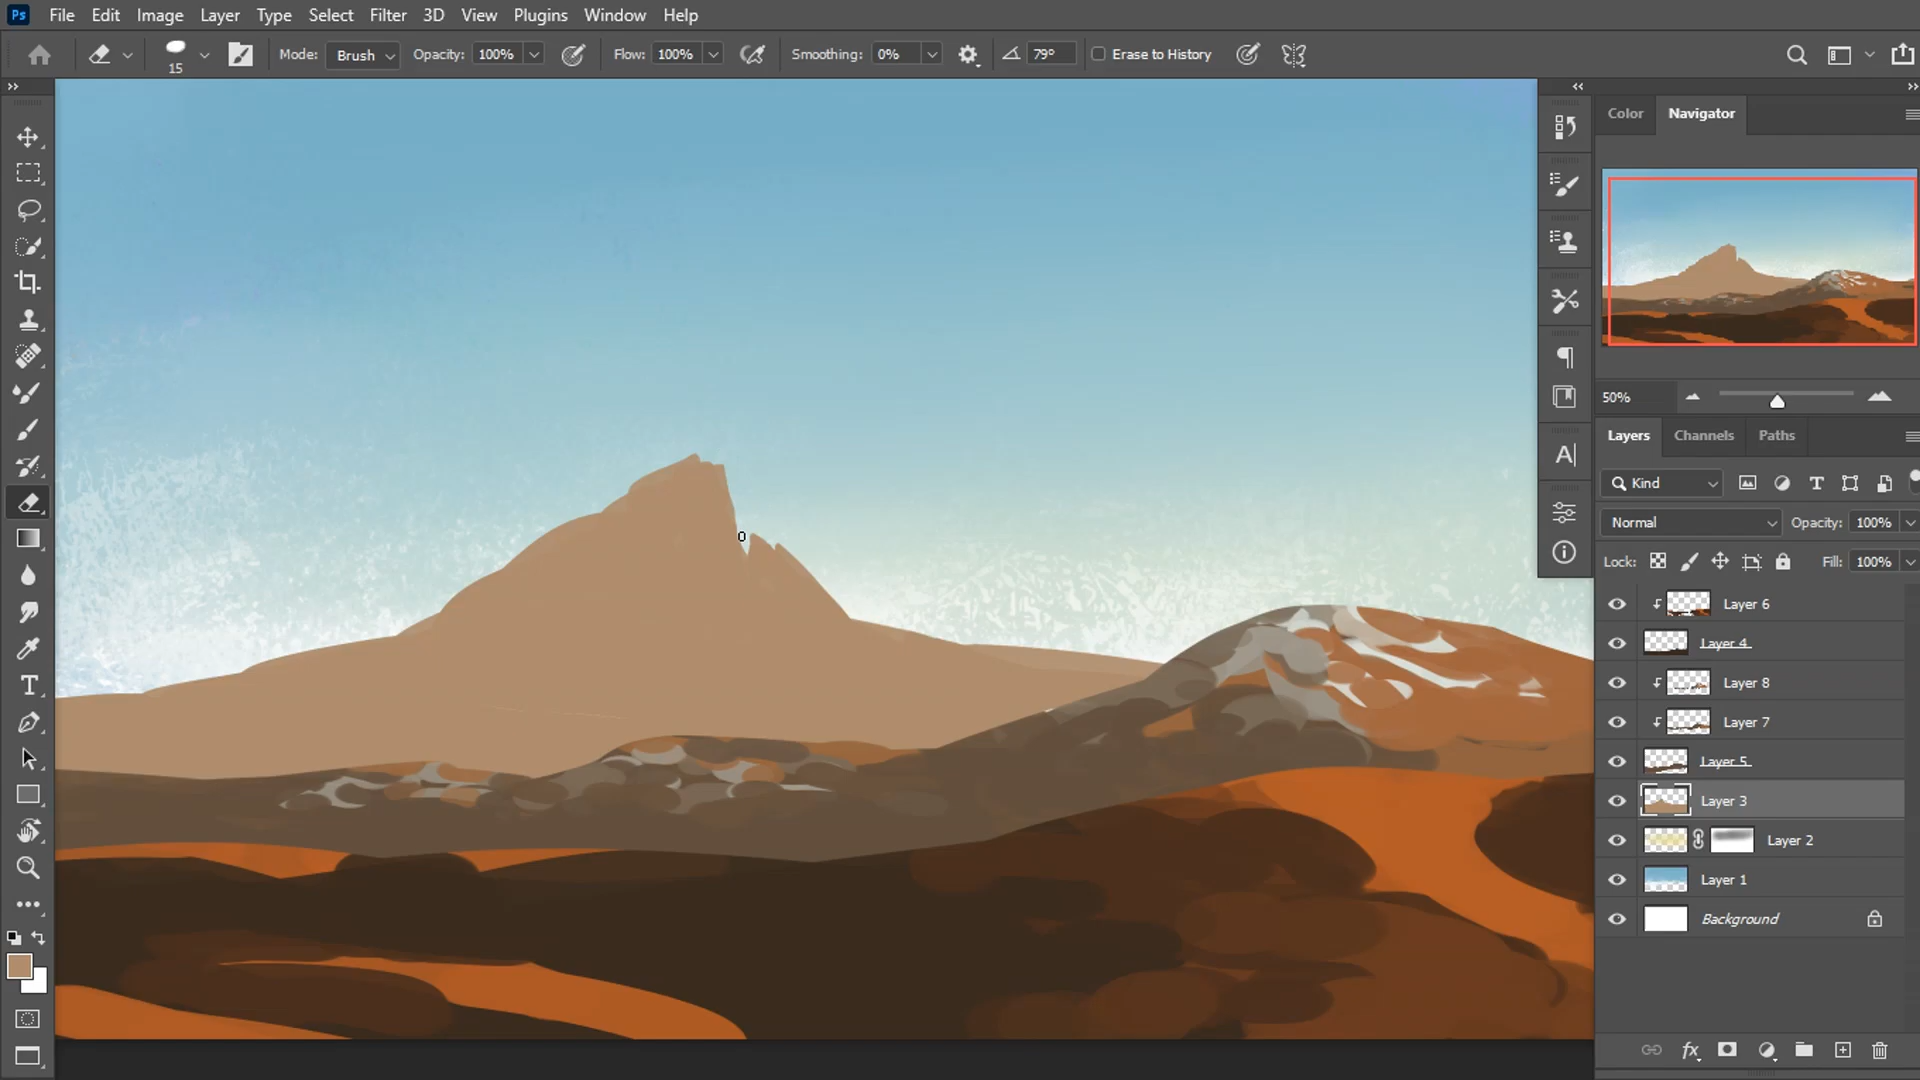 Ps File Edit Image Layer Type Select Filter 3D View Plugins Window Help
15 Mode: Brush Opacity: 100% Flow: 100% Smoothing: 0% 79° Erase to History
Color Navigator
50%
Layers Channels Paths
Kind
Normal Opacity: 100%
Lock: Fill: 100%
Layer 6
Layer 4
Layer 8
Layer 7
Layer 5
Layer 3
Layer 2
Layer 1
Background